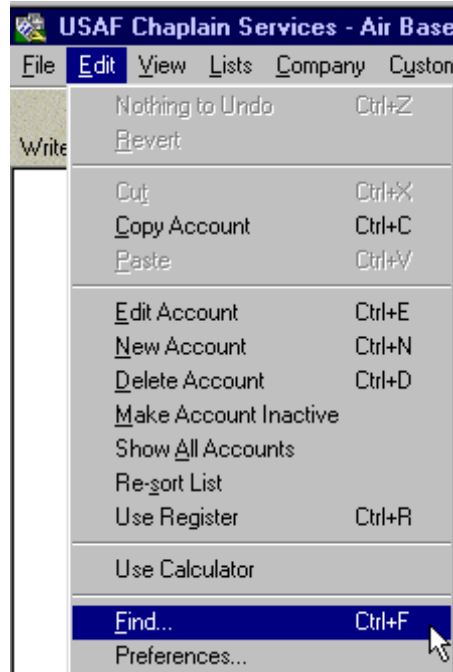 USAF Chaplain Services - Air Base
File Edit View Lists Company Custom
Nothing to Undo Ctrl+Z
Write Revert
Cut Ctrl+X
Copy Account Ctrl+C
Paste Ctrl+V
Edit Account Ctrl+E
New Account Ctrl+N
Delete Account Ctrl+D
Make Account Inactive
Show All Accounts
Re-sort List
Use Register Ctrl+R
Use Calculator
Find... Ctrl+F
Preferences...